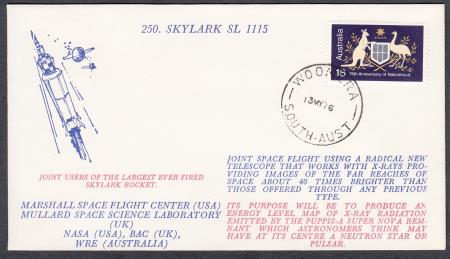 250. SKYLARK SL 1115
Australia
18
75th Anniversary of Nationhood
WOOMERA
13MY76
SOUTH-AUST
JOINT USERS OF THE LARGEST EVER FIRED
SKYLARK ROCKET.
MARSHALL SPACE FLIGHT CENTER (USA)
MULLARD SPACE SCIENCE LABORATORY
(UK)
NASA (USA), BAC (UK),
WRE (AUSTRALIA)
JOINT SPACE FLIGHT USING A RADICAL NEW
TELESCOPE THAT WORKS WITH X-RAYS PRO-
VIDING IMAGES OF THE FAR REACHES OF
SPACE ABOUT 40 TIMES BRIGHTER THAN
THOSE OFFERED THROUGH ANY PREVIOUS
TYPE.
ITS PURPOSE WILL BE TO PRODUCE AN
ENERGY LEVEL MAP OF X-RAY RADIATION
EMITTED BY THE PUPPIS-A SUPER NOVA REM-
NANT WHICH ASTRONOMERS THINK MAY
HAVE AT ITS CENTRE A NEUTRON STAR OR
PULSAR.